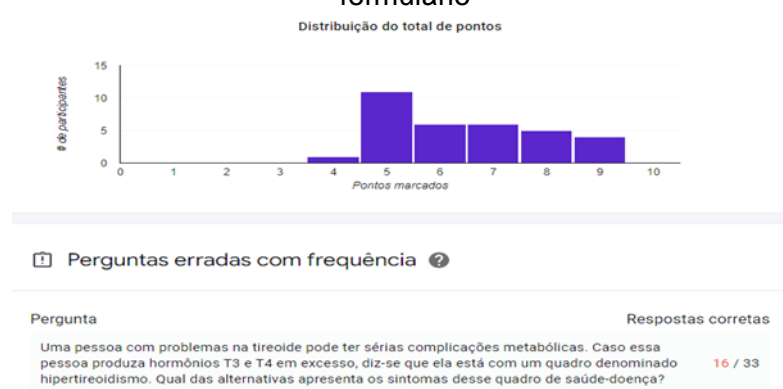 formulário
Distribuição do total de pontos
15
10
5
0
# de participantes
0 1 2 3 4 5 6 7 8 9 10
Pontos marcados
Perguntas erradas com frequência
Pergunta Respostas corretas
Uma pessoa com problemas na tireoide pode ter sérias complicações metabólicas. Caso essa
pessoa produza hormônios T3 e T4 em excesso, diz-se que ela está com um quadro denominado 16 / 33
hipertireoidismo. Qual das alternativas apresenta os sintomas desse quadro de saúde-doença?